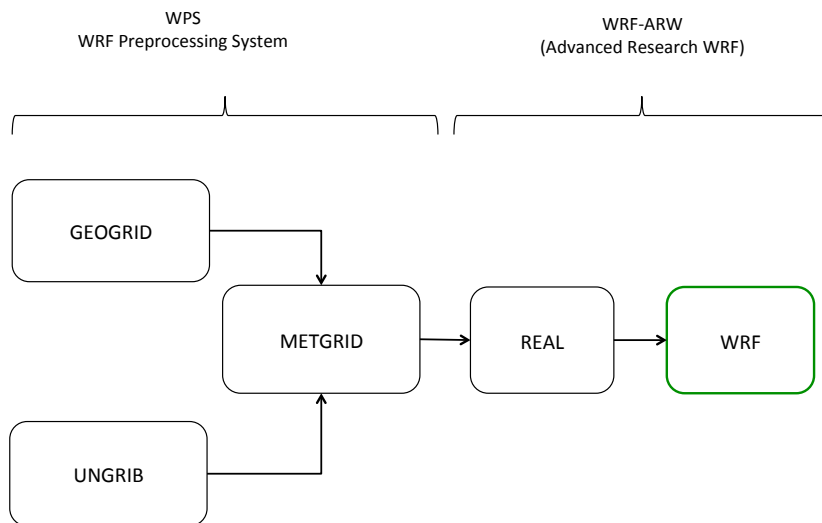 WPS
WRF Preprocessing System
WRF-ARW
(Advanced Research WRF)
GEOGRID
METGRID
REAL
WRF
UNGRIB